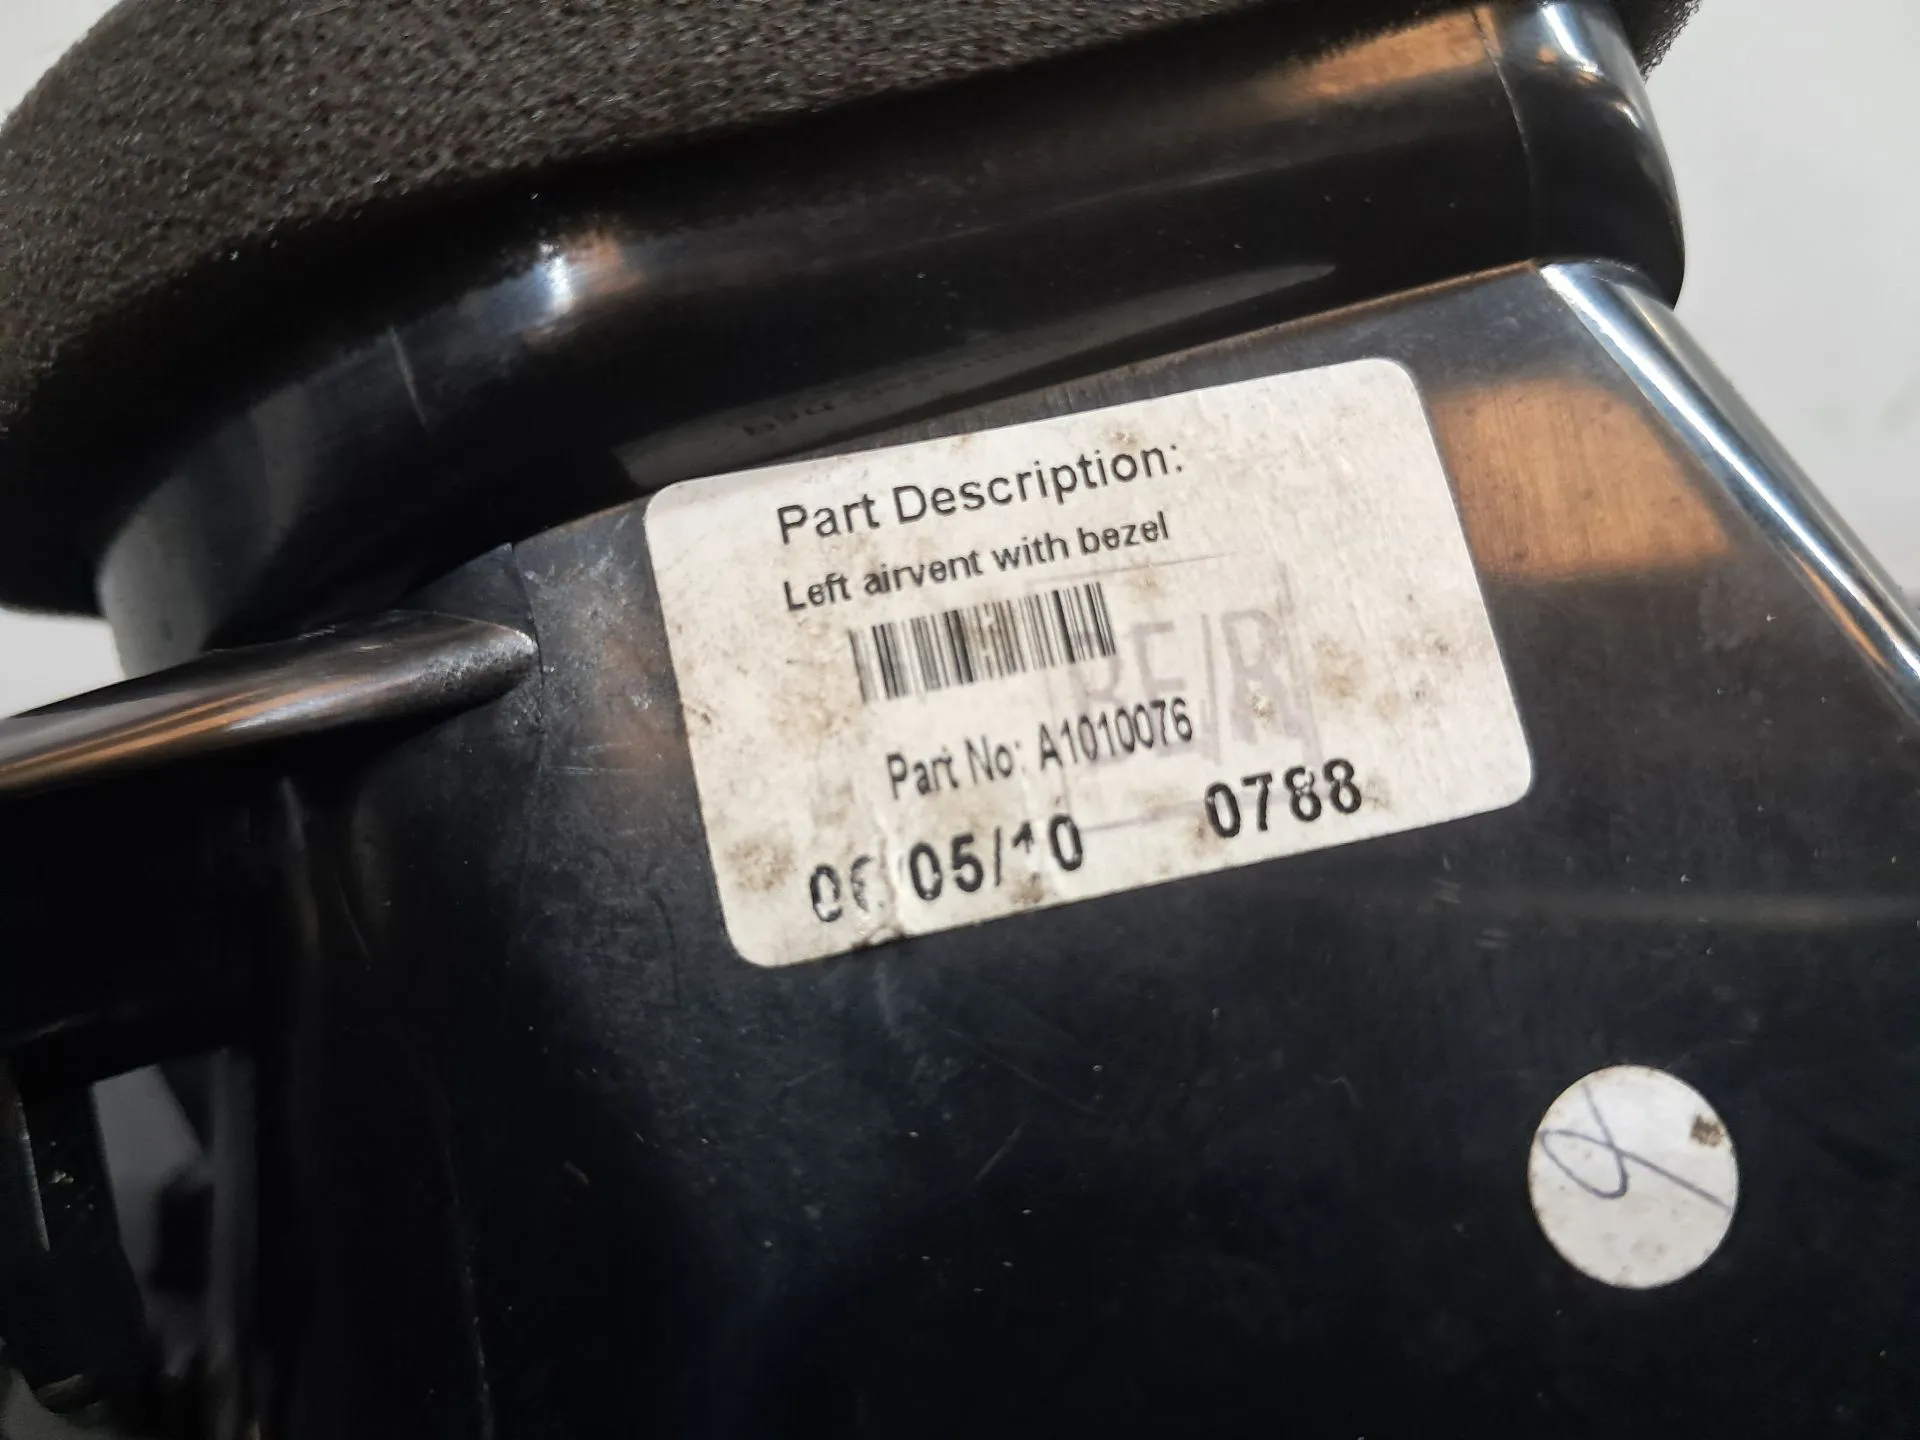 Part Description:
Left airvent with bezel
Part No: A1010076
05/10 0788